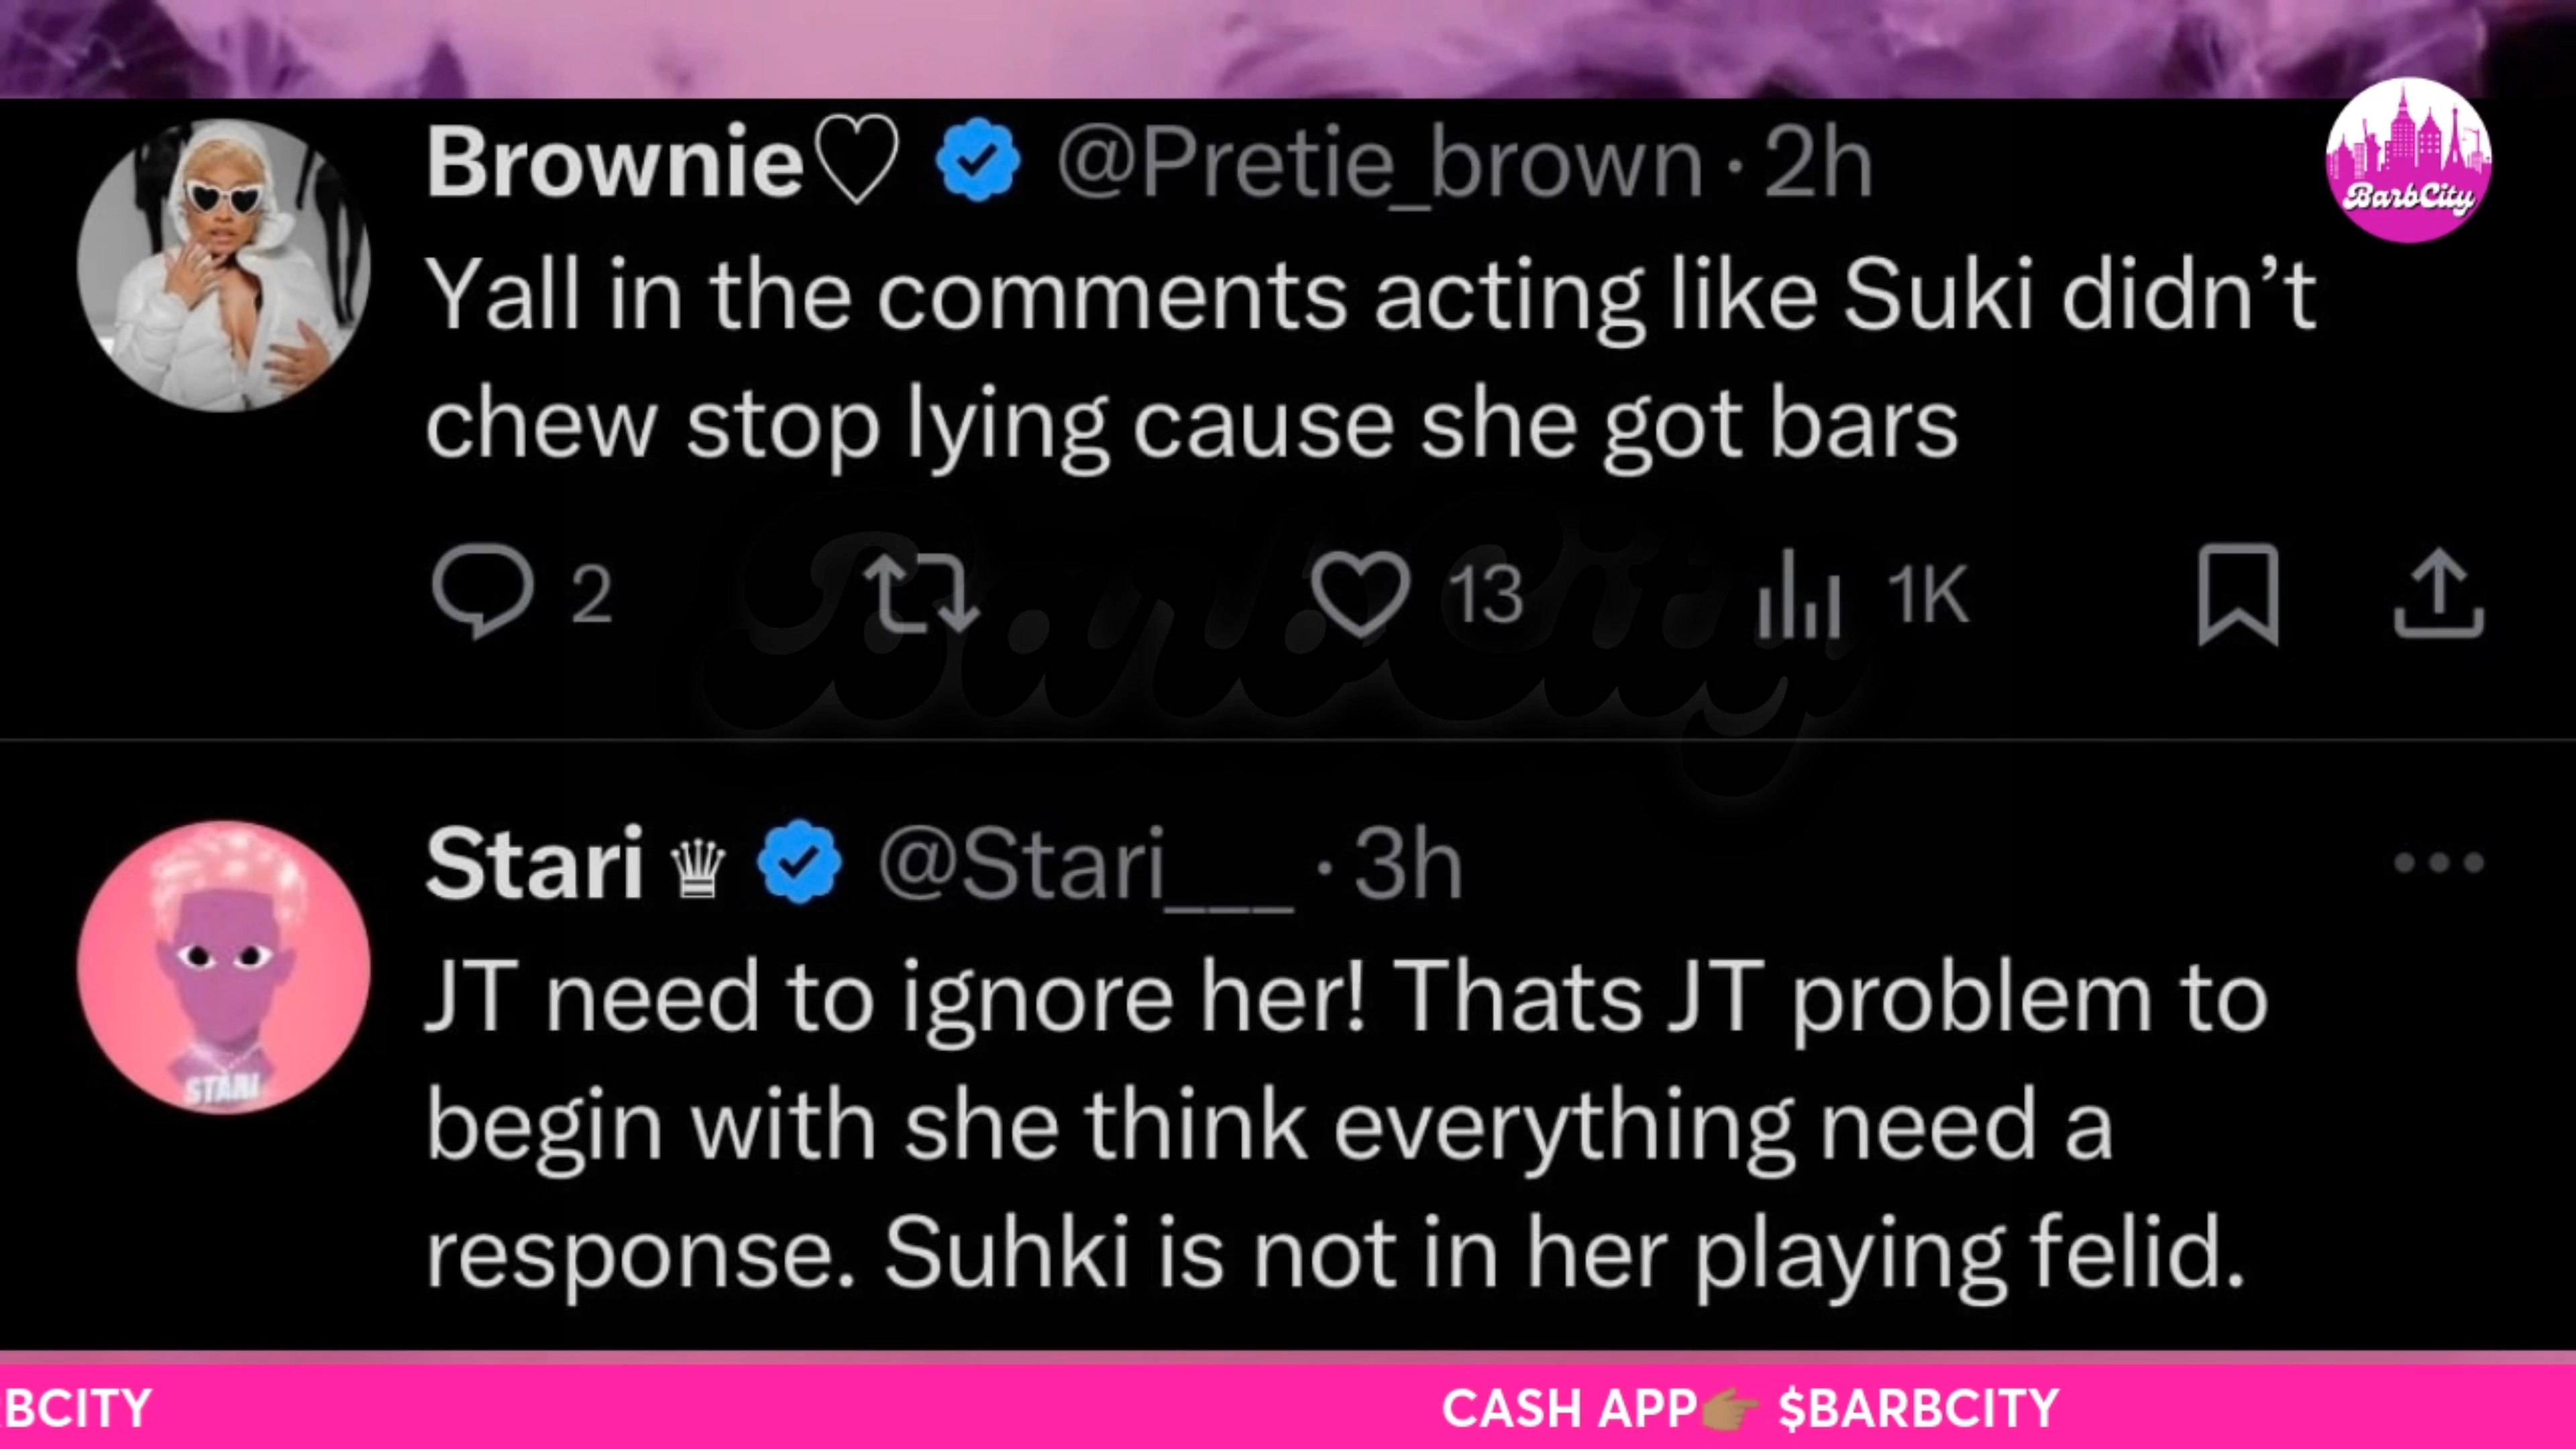 Brownie♡ @Pretie_brown · 2h
BarbCity
Yall in the comments acting like Suki didn’t
chew stop lying cause she got bars
2 13 1K
BarbCity
Stari ♛ @Stari___ · 3h
JT need to ignore her! Thats JT problem to
begin with she think everything need a
response. Suhki is not in her playing felid.
STARI
BCITY CASH APP👉🏽 $BARBCITY